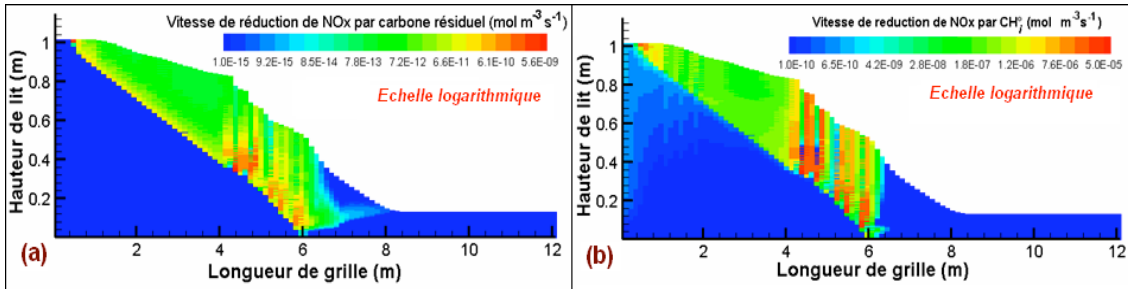 Vitesse de réduction de NOx par carbone résiduel (mol m⁻³ s⁻¹)
1.0E-15 9.2E-15 8.5E-14 7.8E-13 7.2E-12 6.6E-11 6.1E-10 5.6E-09
Echelle logarithmique
Hauteur de lit (m)
1
0.8
0.6
0.4
0.2
(a)
2 4 6 8 10 12
Longueur de grille (m)
Vitesse de reduction de NOx par CH°ᵢ (mol m⁻³s⁻¹)
1.0E-10 6.5E-10 4.2E-09 2.8E-08 1.8E-07 1.2E-06 7.6E-06 5.0E-05
Echelle logarithmique
Hauteur de lit (m)
1
0.8
0.6
0.4
0.2
(b)
2 4 6 8 10 12
Longueur de grille (m)